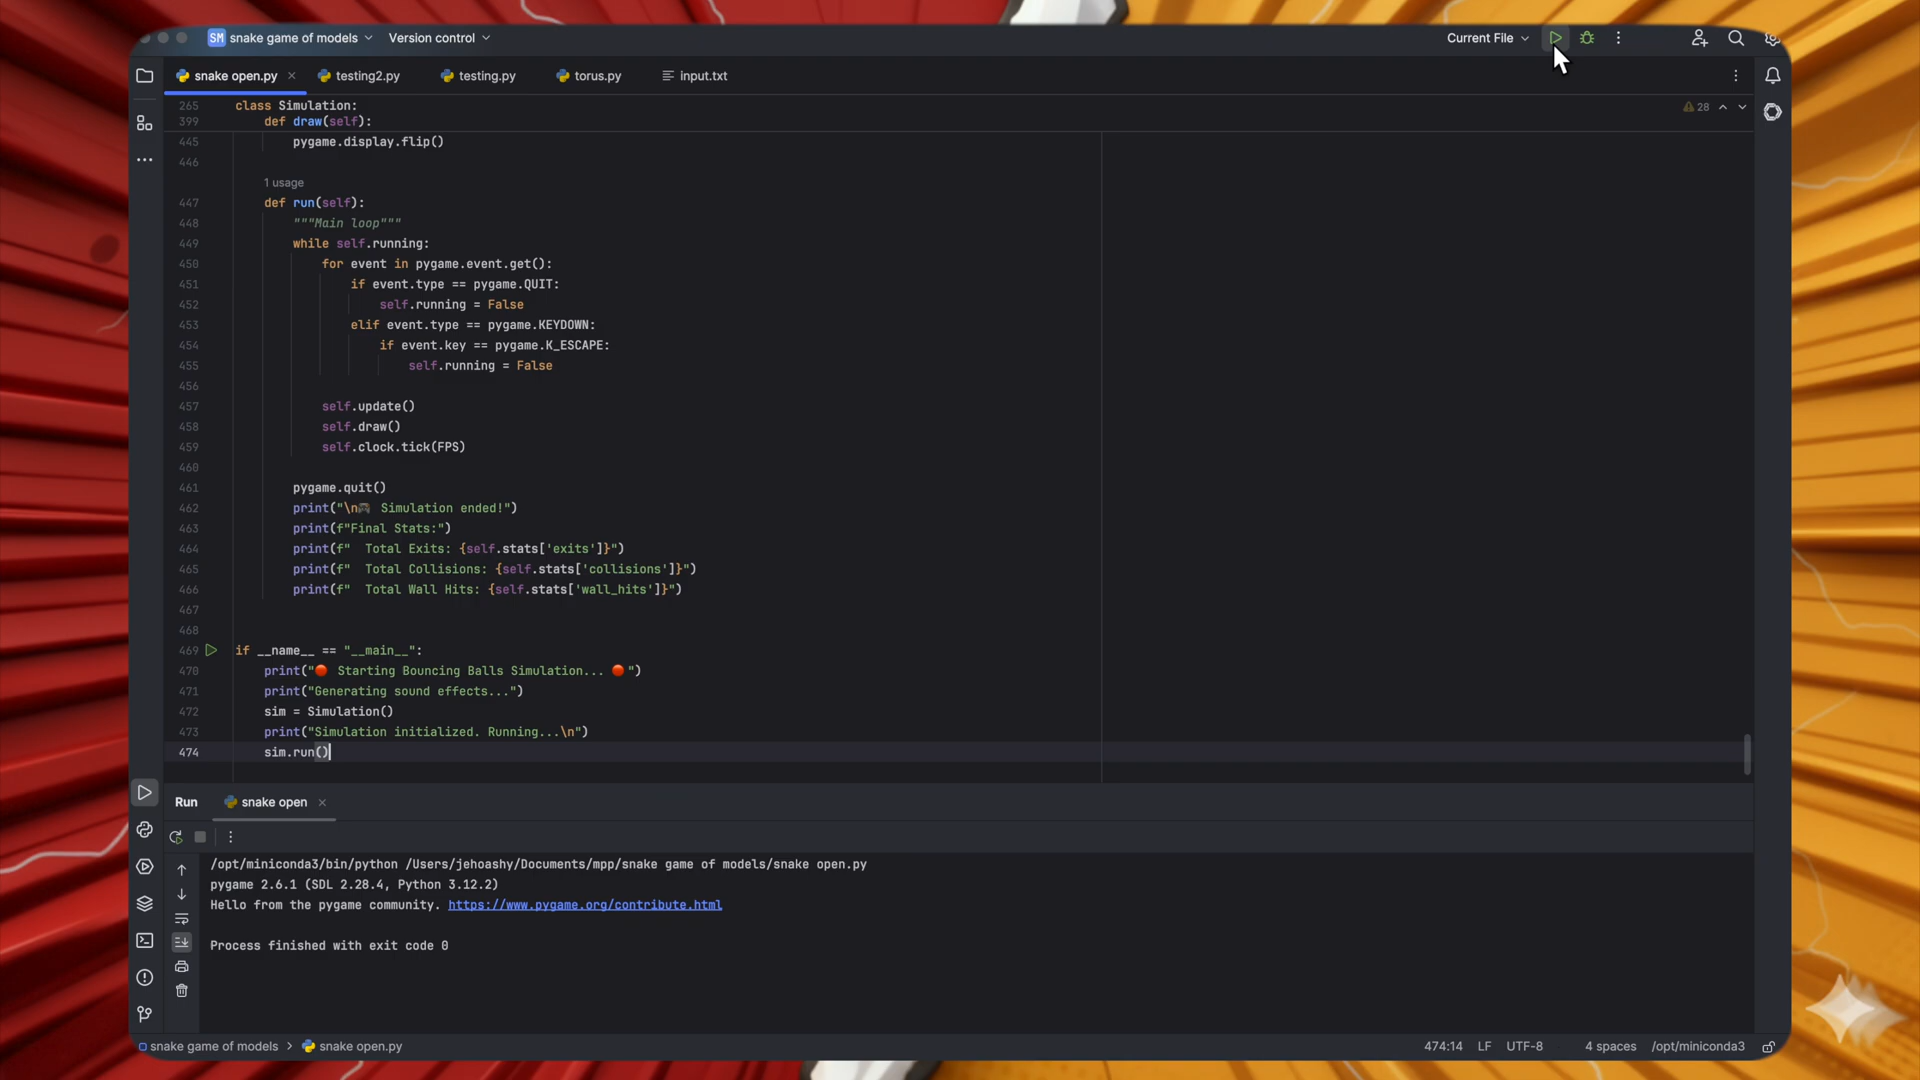 SM snake game of models Version control Current File
snake open.py testing2.py testing.py torus.py input.txt
265 class Simulation: 28
399 def draw(self):
445 pygame.display.flip()
446
1 usage
447 def run(self):
448 """Main loop"""
449 while self.running:
450 for event in pygame.event.get():
451 if event.type == pygame.QUIT:
452 self.running = False
453 elif event.type == pygame.KEYDOWN:
454 if event.key == pygame.K_ESCAPE:
455 self.running = False
456
457 self.update()
458 self.draw()
459 self.clock.tick(FPS)
460
461 pygame.quit()
462 print("\n🎮 Simulation ended!")
463 print(f"Final Stats:")
464 print(f"  Total Exits: {self.stats['exits']}")
465 print(f"  Total Collisions: {self.stats['collisions']}")
466 print(f"  Total Wall Hits: {self.stats['wall_hits']}")
467
468
469 if __name__ == "__main__":
470 print("🔴 Starting Bouncing Balls Simulation... 🔴")
471 print("Generating sound effects...")
472 sim = Simulation()
473 print("Simulation initialized. Running...\n")
474 sim.run()
Run snake open
/opt/miniconda3/bin/python /Users/jehoashy/Documents/mpp/snake game of models/snake open.py
pygame 2.6.1 (SDL 2.28.4, Python 3.12.2)
Hello from the pygame community. https://www.pygame.org/contribute.html
Process finished with exit code 0
snake game of models > snake open.py 474:14 LF UTF-8 4 spaces /opt/miniconda3